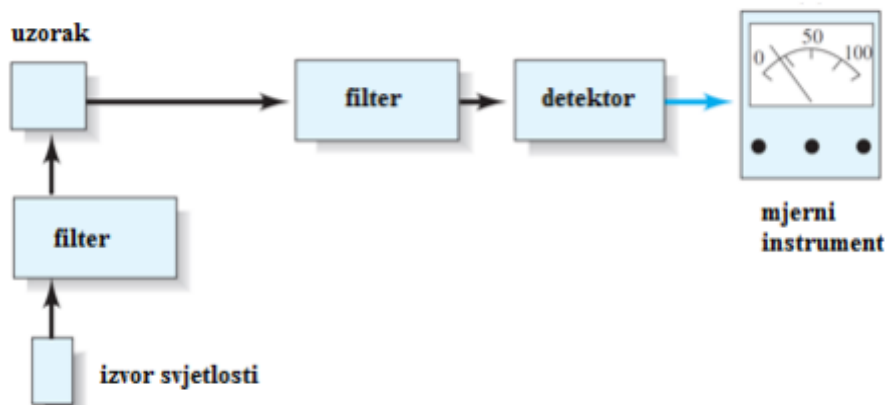 uzorak
filter
detektor
0 50 100
mjerni
instrument
filter
izvor svjetlosti